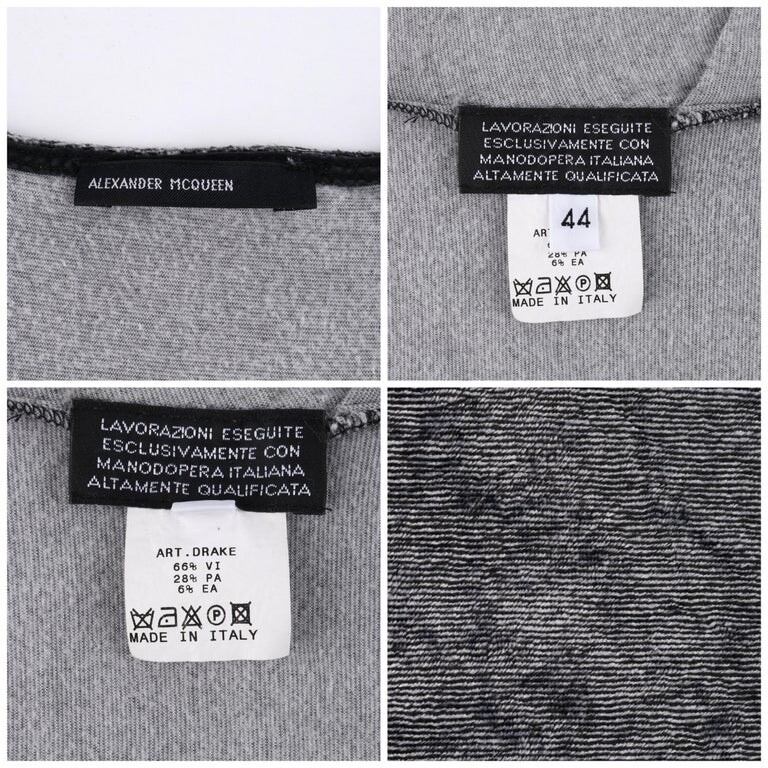 ALEXANDER MCQUEEN
LAVORAZIONI ESEGUITE
ESCLUSIVAMENTE CON
MANODOPERA ITALIANA
ALTAMENTE QUALIFICATA
44
AR
28% PA
6% EA
MADE IN ITALY
LAVORAZIONI ESEGUITE
ESCLUSIVAMENTE CON
MANODOPERA ITALIANA
ALTAMENTE QUALIFICATA
ART.DRAKE
66% VI
28% PA
6% EA
P
MADE IN ITALY